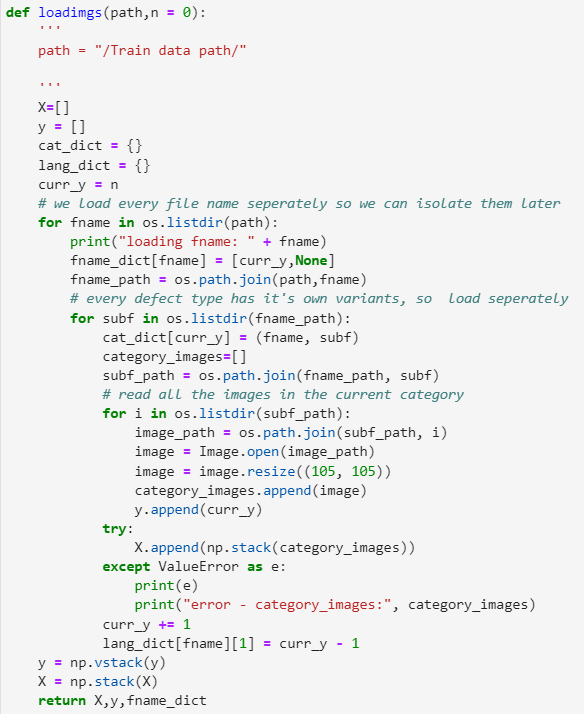 def loadimgs(path,n = 0):
    '''
    path = "/Train data path/"

    '''
    X=[]
    y = []
    cat_dict = {}
    lang_dict = {}
    curr_y = n
    # we load every file name seperately so we can isolate them later
    for fname in os.listdir(path):
        print("loading fname: " + fname)
        fname_dict[fname] = [curr_y,None]
        fname_path = os.path.join(path,fname)
        # every defect type has it's own variants, so  load seperately
        for subf in os.listdir(fname_path):
            cat_dict[curr_y] = (fname, subf)
            category_images=[]
            subf_path = os.path.join(fname_path, subf)
            # read all the images in the current category
            for i in os.listdir(subf_path):
                image_path = os.path.join(subf_path, i)
                image = Image.open(image_path)
                image = image.resize((105, 105))
                category_images.append(image)
                y.append(curr_y)
            try:
                X.append(np.stack(category_images))
            except ValueError as e:
                print(e)
                print("error - category_images:", category_images)
            curr_y += 1
            lang_dict[fname][1] = curr_y - 1
    y = np.vstack(y)
    X = np.stack(X)
    return X,y,fname_dict